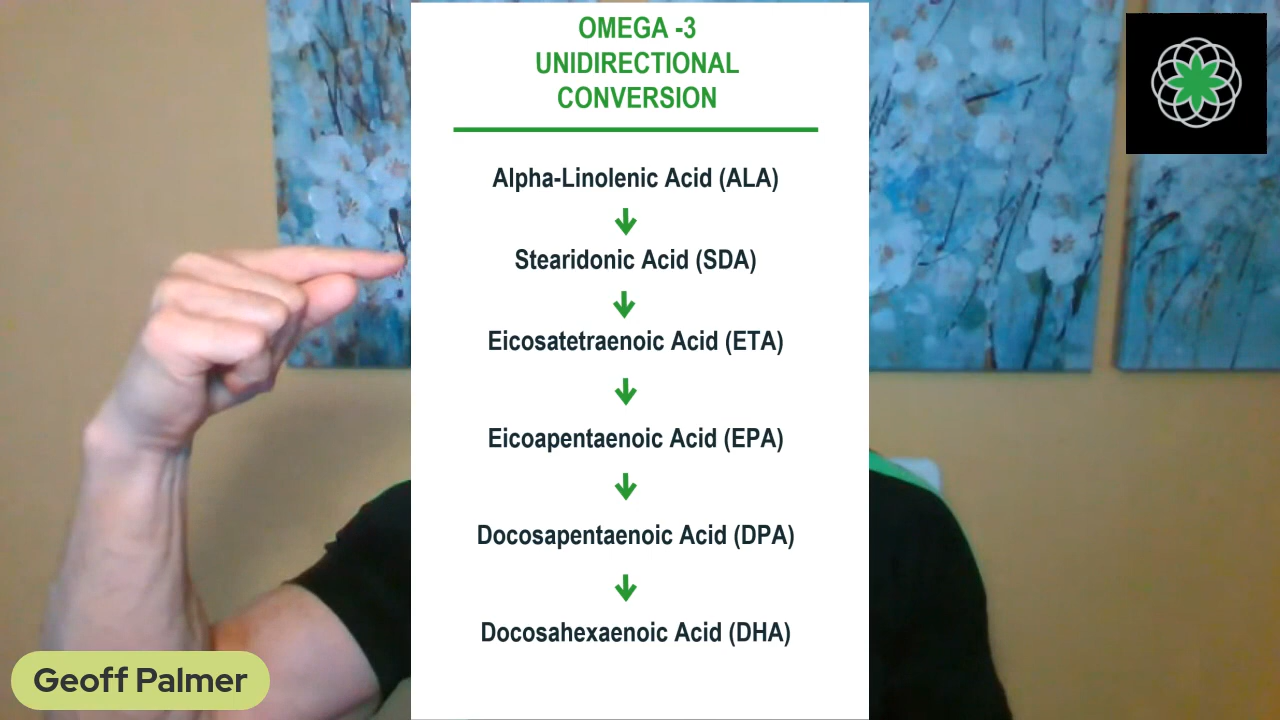 OMEGA -3
UNIDIRECTIONAL
CONVERSION
Alpha-Linolenic Acid (ALA)
Stearidonic Acid (SDA)
Eicosatetraenoic Acid (ETA)
Eicoapentaenoic Acid (EPA)
Docosapentaenoic Acid (DPA)
Docosahexaenoic Acid (DHA)
Geoff Palmer